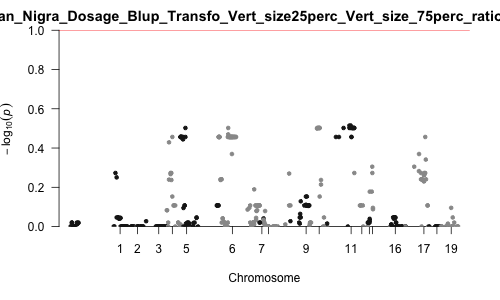 an_Nigra_Dosage_Blup_Transfo_Vert_size25perc_Vert_size_75perc_ratio
1.0
0.8
0.6
0.4
0.2
0.0
− log10(p)
1 2 3 5 6 7 9 11 16 17 19
Chromosome